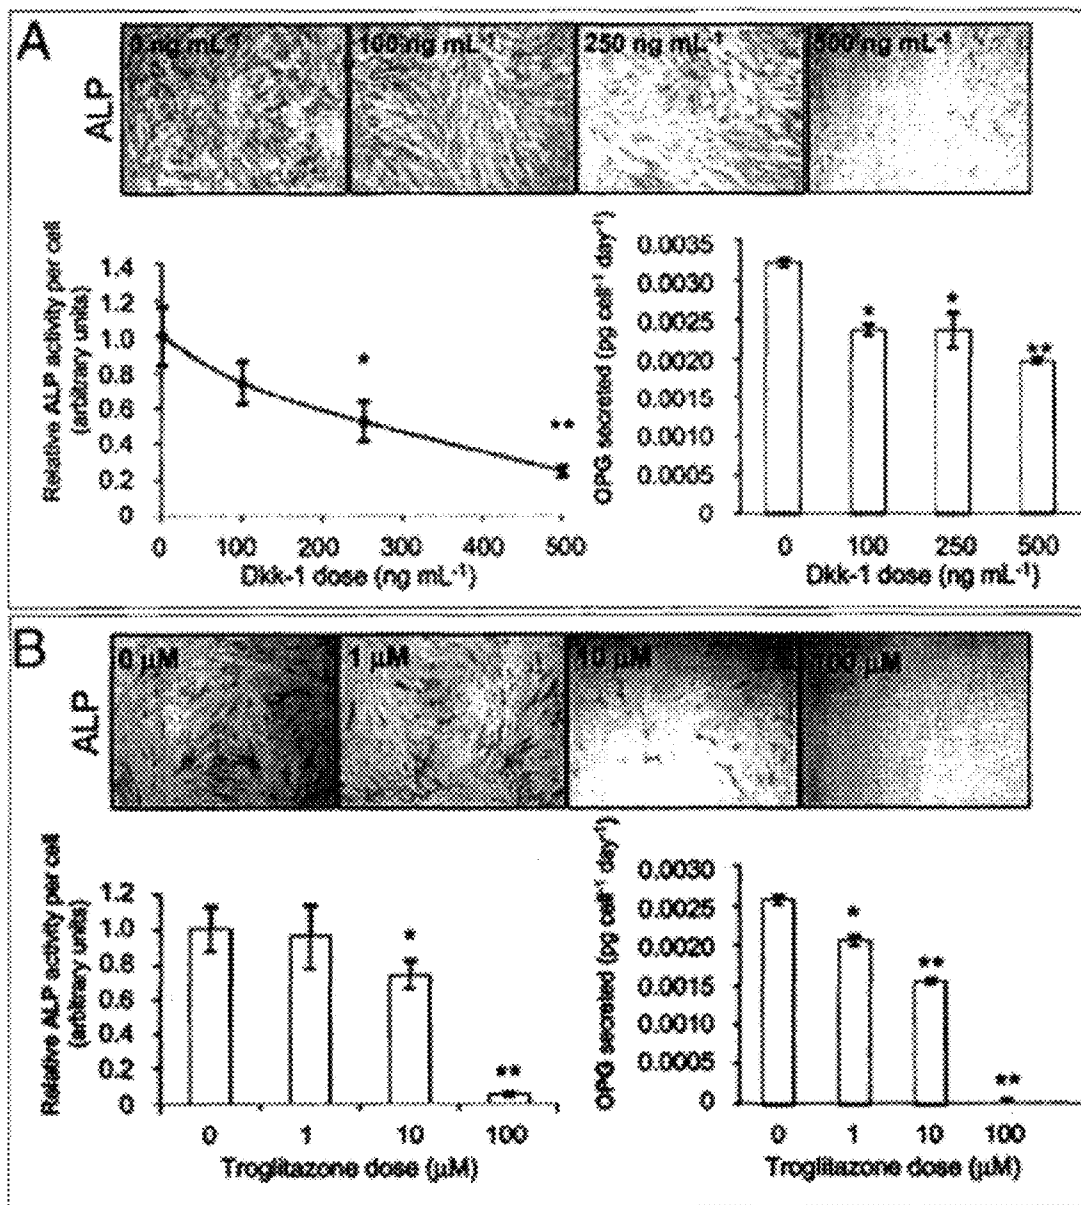 A
ALP
0 ng mL-1
100 ng mL-1
250 ng mL-1
500 ng mL-1
Relative ALP activity per cell
(arbitrary units)
1.4
1.2
1.0
0.8
0.6
0.4
0.2
0
*
**
0 100 200 300 400 500
Dkk-1 dose (ng mL-1)
OPG secreted (pg cell-1 day-1)
0.0035
0.0030
0.0025
0.0020
0.0015
0.0010
0.0005
0
*
*
**
0 100 250 500
Dkk-1 dose (ng mL-1)
B
ALP
0 µM
1 µM
10 µM
100 µM
Relative ALP activity per cell
(arbitrary units)
1.2
1.0
0.8
0.6
0.4
0.2
0
*
**
0 1 10 100
Troglitazone dose (µM)
OPG secreted (pg cell-1 day-1)
0.0030
0.0025
0.0020
0.0015
0.0010
0.0005
0
*
**
**
0 1 10 100
Troglitazone dose (µM)